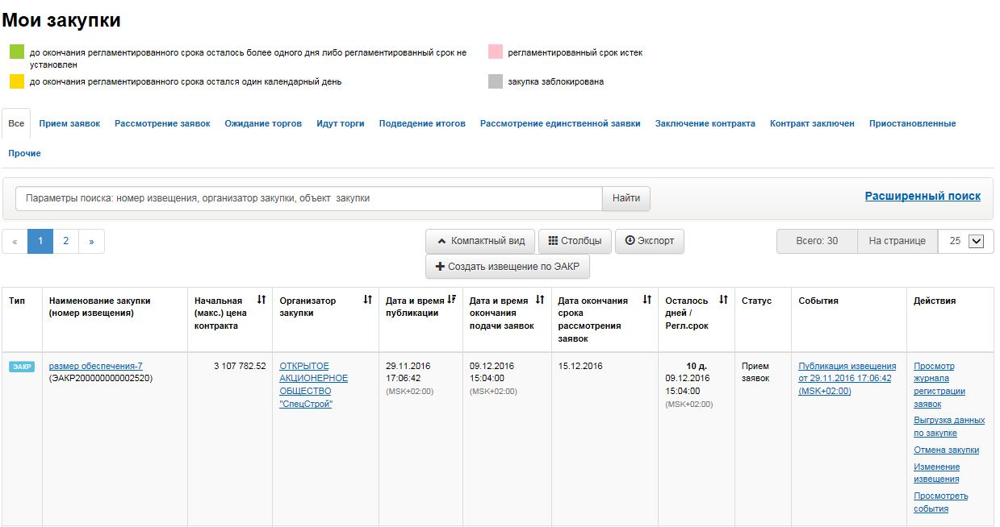 Мои закупки
до окончания регламентированного срока осталось более одного дня либо регламентированный срок не
установлен
регламентированный срок истек
до окончания регламентированного срока остался один календарный день
закупка заблокирована
Все Прием заявок Рассмотрение заявок Ожидание торгов Идут торги Подведение итогов Рассмотрение единственной заявки Заключение контракта Контракт заключен Приостановленные
Прочие
Параметры поиска: номер извещения, организатор закупки, объект закупки Найти Расширенный поиск
« 1 2 » Компактный вид Столбцы Экспорт Всего: 30 На странице 25
Создать извещение по ЭАКР
Тип
Наименование закупки
(номер извещения)
Начальная
(макс.) цена
контракта
Организатор
закупки
Дата и время
публикации
Дата и время
окончания
подачи заявок
Дата окончания
срока
рассмотрения
заявок
Осталось
дней /
Регл.срок
Статус
События
Действия
ЭАКР
размер обеспечения-7
(ЭАКР200000000002520)
3 107 782.52
ОТКРЫТОЕ
АКЦИОНЕРНОЕ
ОБЩЕСТВО
"СпецСтрой"
29.11.2016
17:06:42
(MSK+02:00)
09.12.2016
15:04:00
(MSK+02:00)
15.12.2016
10 д.
09.12.2016
15:04:00
(MSK+02:00)
Прием
заявок
Публикация извещения
от 29.11.2016 17:06:42
(MSK+02:00)
Просмотр
журнала
регистрации
заявок
Выгрузка данных
по закупке
Отмена закупки
Изменение
извещения
Просмотреть
события